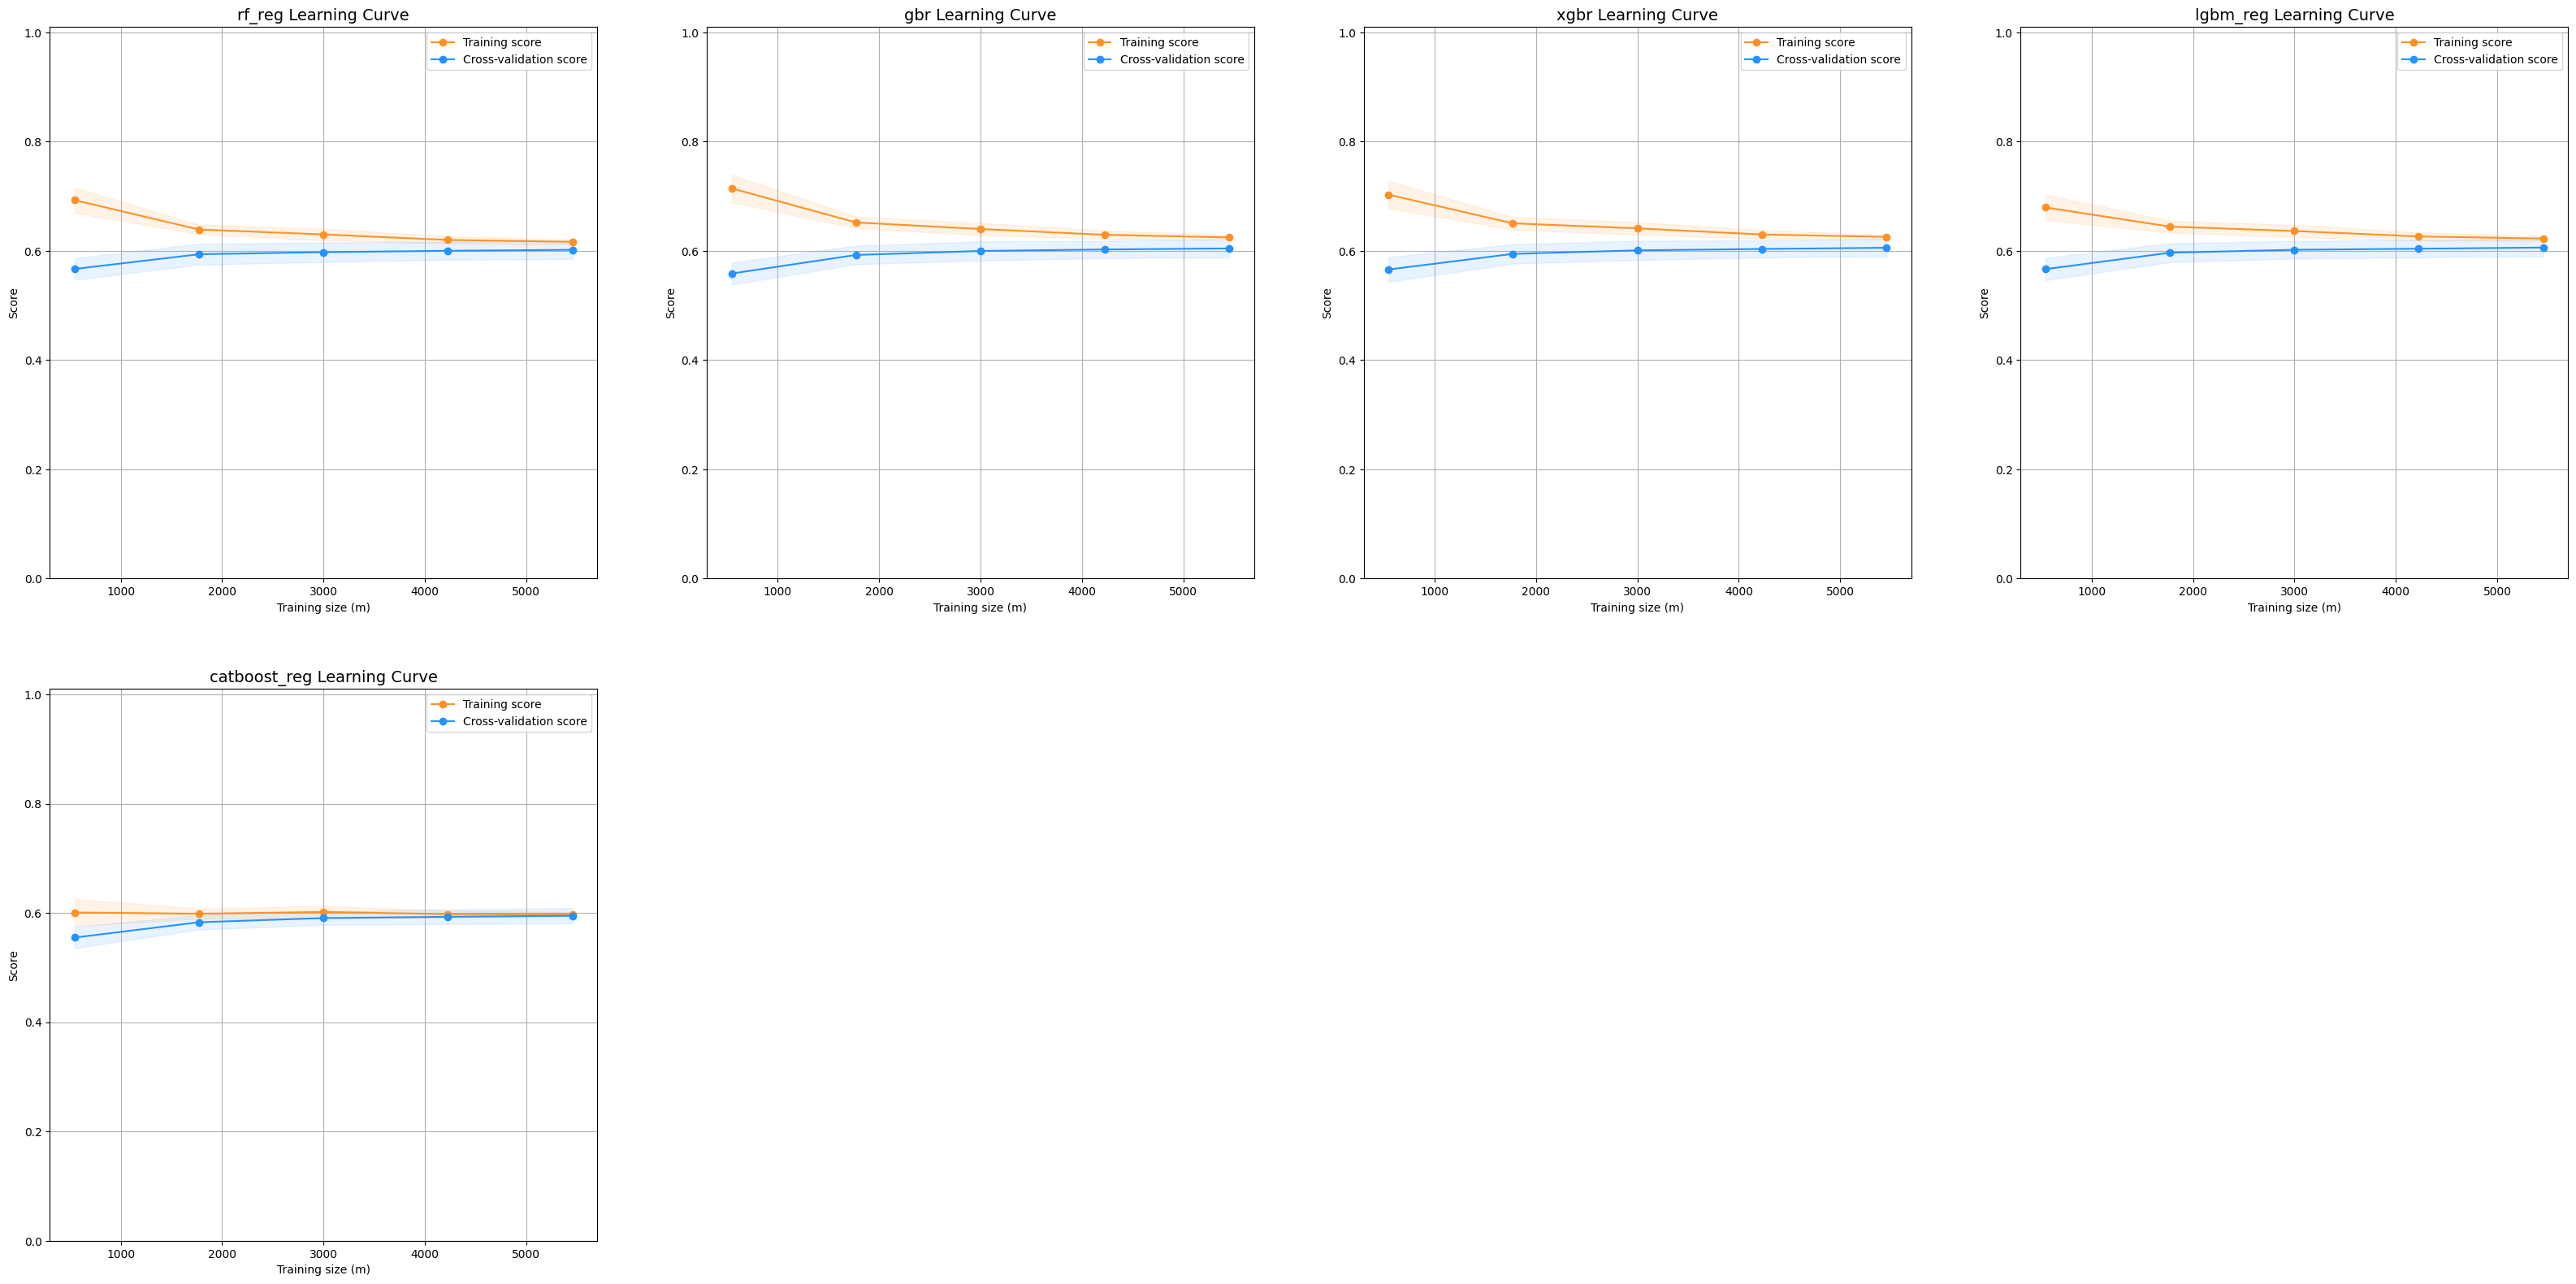 rf_reg Learning Curve
1.0
0.8
0.6
0.4
0.2
0.0
Score
Training score
Cross-validation score
1000 2000 3000 4000 5000
Training size (m)
gbr Learning Curve
1.0
0.8
0.6
0.4
0.2
0.0
Score
Training score
Cross-validation score
1000 2000 3000 4000 5000
Training size (m)
xgbr Learning Curve
1.0
0.8
0.6
0.4
0.2
0.0
Score
Training score
Cross-validation score
1000 2000 3000 4000 5000
Training size (m)
lgbm_reg Learning Curve
1.0
0.8
0.6
0.4
0.2
0.0
Score
Training score
Cross-validation score
1000 2000 3000 4000 5000
Training size (m)
catboost_reg Learning Curve
1.0
0.8
0.6
0.4
0.2
0.0
Score
Training score
Cross-validation score
1000 2000 3000 4000 5000
Training size (m)